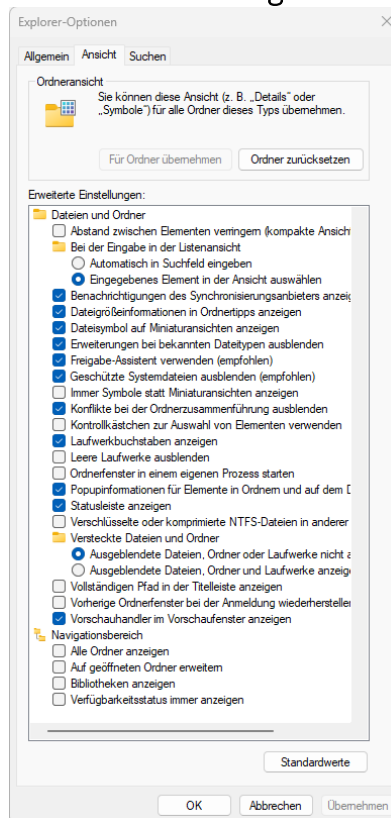 Explorer-Optionen
Allgemein Ansicht Suchen
Ordneransicht
Sie können diese Ansicht (z. B. „Details" oder
„Symbole") für alle Ordner dieses Typs übernehmen.
Für Ordner übernehmen Ordner zurücksetzen
Erweiterte Einstellungen:
Dateien und Ordner
Abstand zwischen Elementen verringern (kompakte Ansich
Bei der Eingabe in der Listenansicht
Automatisch in Suchfeld eingeben
Eingegebenes Element in der Ansicht auswählen
Benachrichtigungen des Synchronisierungsanbieters anzeig
Dateigrößeinformationen in Ordnertipps anzeigen
Dateisymbol auf Miniaturansichten anzeigen
Erweiterungen bei bekannten Dateitypen ausblenden
Freigabe-Assistent verwenden (empfohlen)
Geschützte Systemdateien ausblenden (empfohlen)
Immer Symbole statt Miniaturansichten anzeigen
Konflikte bei der Ordnerzusammenführung ausblenden
Kontrollkästchen zur Auswahl von Elementen verwenden
Laufwerkbuchstaben anzeigen
Leere Laufwerke ausblenden
Ordnerfenster in einem eigenen Prozess starten
Popupinformationen für Elemente in Ordnern und auf dem D
Statusleiste anzeigen
Verschlüsselte oder komprimierte NTFS-Dateien in anderer
Versteckte Dateien und Ordner
Ausgeblendete Dateien, Ordner oder Laufwerke nicht a
Ausgeblendete Dateien, Ordner und Laufwerke anzeig
Vollständigen Pfad in der Titelleiste anzeigen
Vorherige Ordnerfenster bei der Anmeldung wiederherstellen
Vorschauhandler im Vorschaufenster anzeigen
Navigationsbereich
Alle Ordner anzeigen
Auf geöffneten Ordner erweitern
Bibliotheken anzeigen
Verfügbarkeitsstatus immer anzeigen
Standardwerte
OK Abbrechen Übernehmen